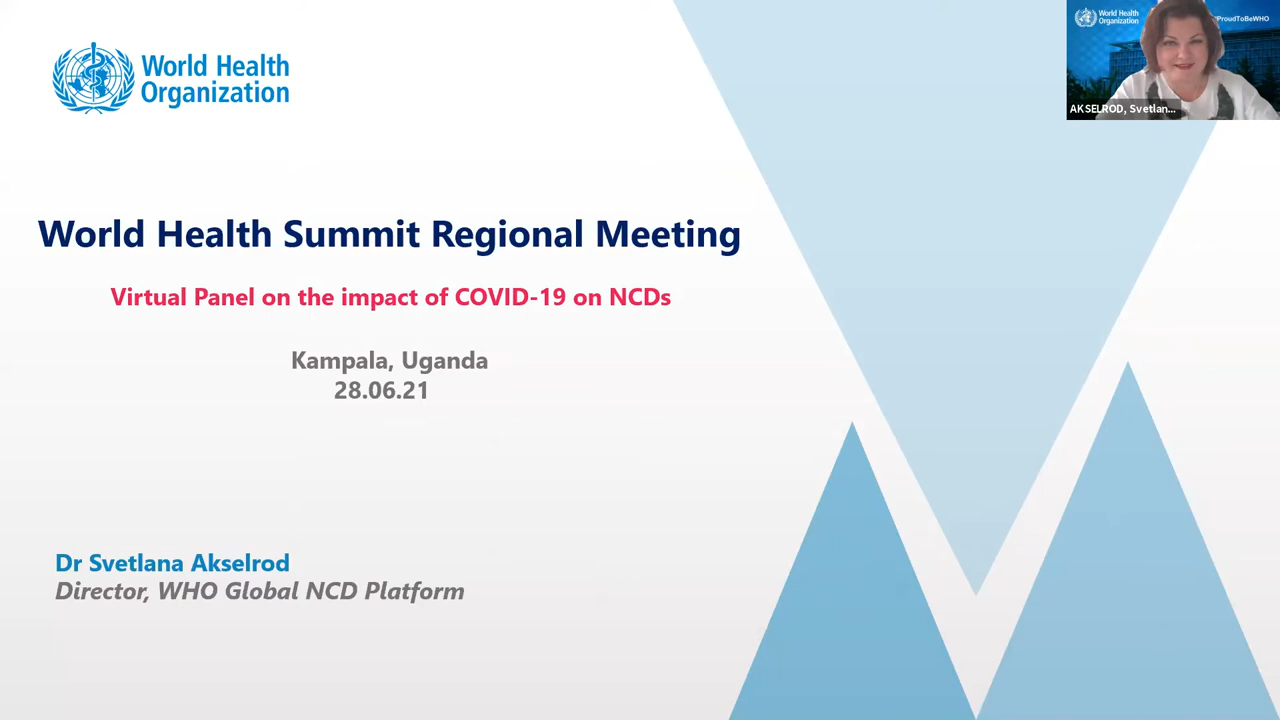 World Health
Organization
World Health
Organization
ProudToBeWHO
AKSELROD, Svetlan...
World Health Summit Regional Meeting
Virtual Panel on the impact of COVID-19 on NCDs
Kampala, Uganda
28.06.21
Dr Svetlana Akselrod
Director, WHO Global NCD Platform